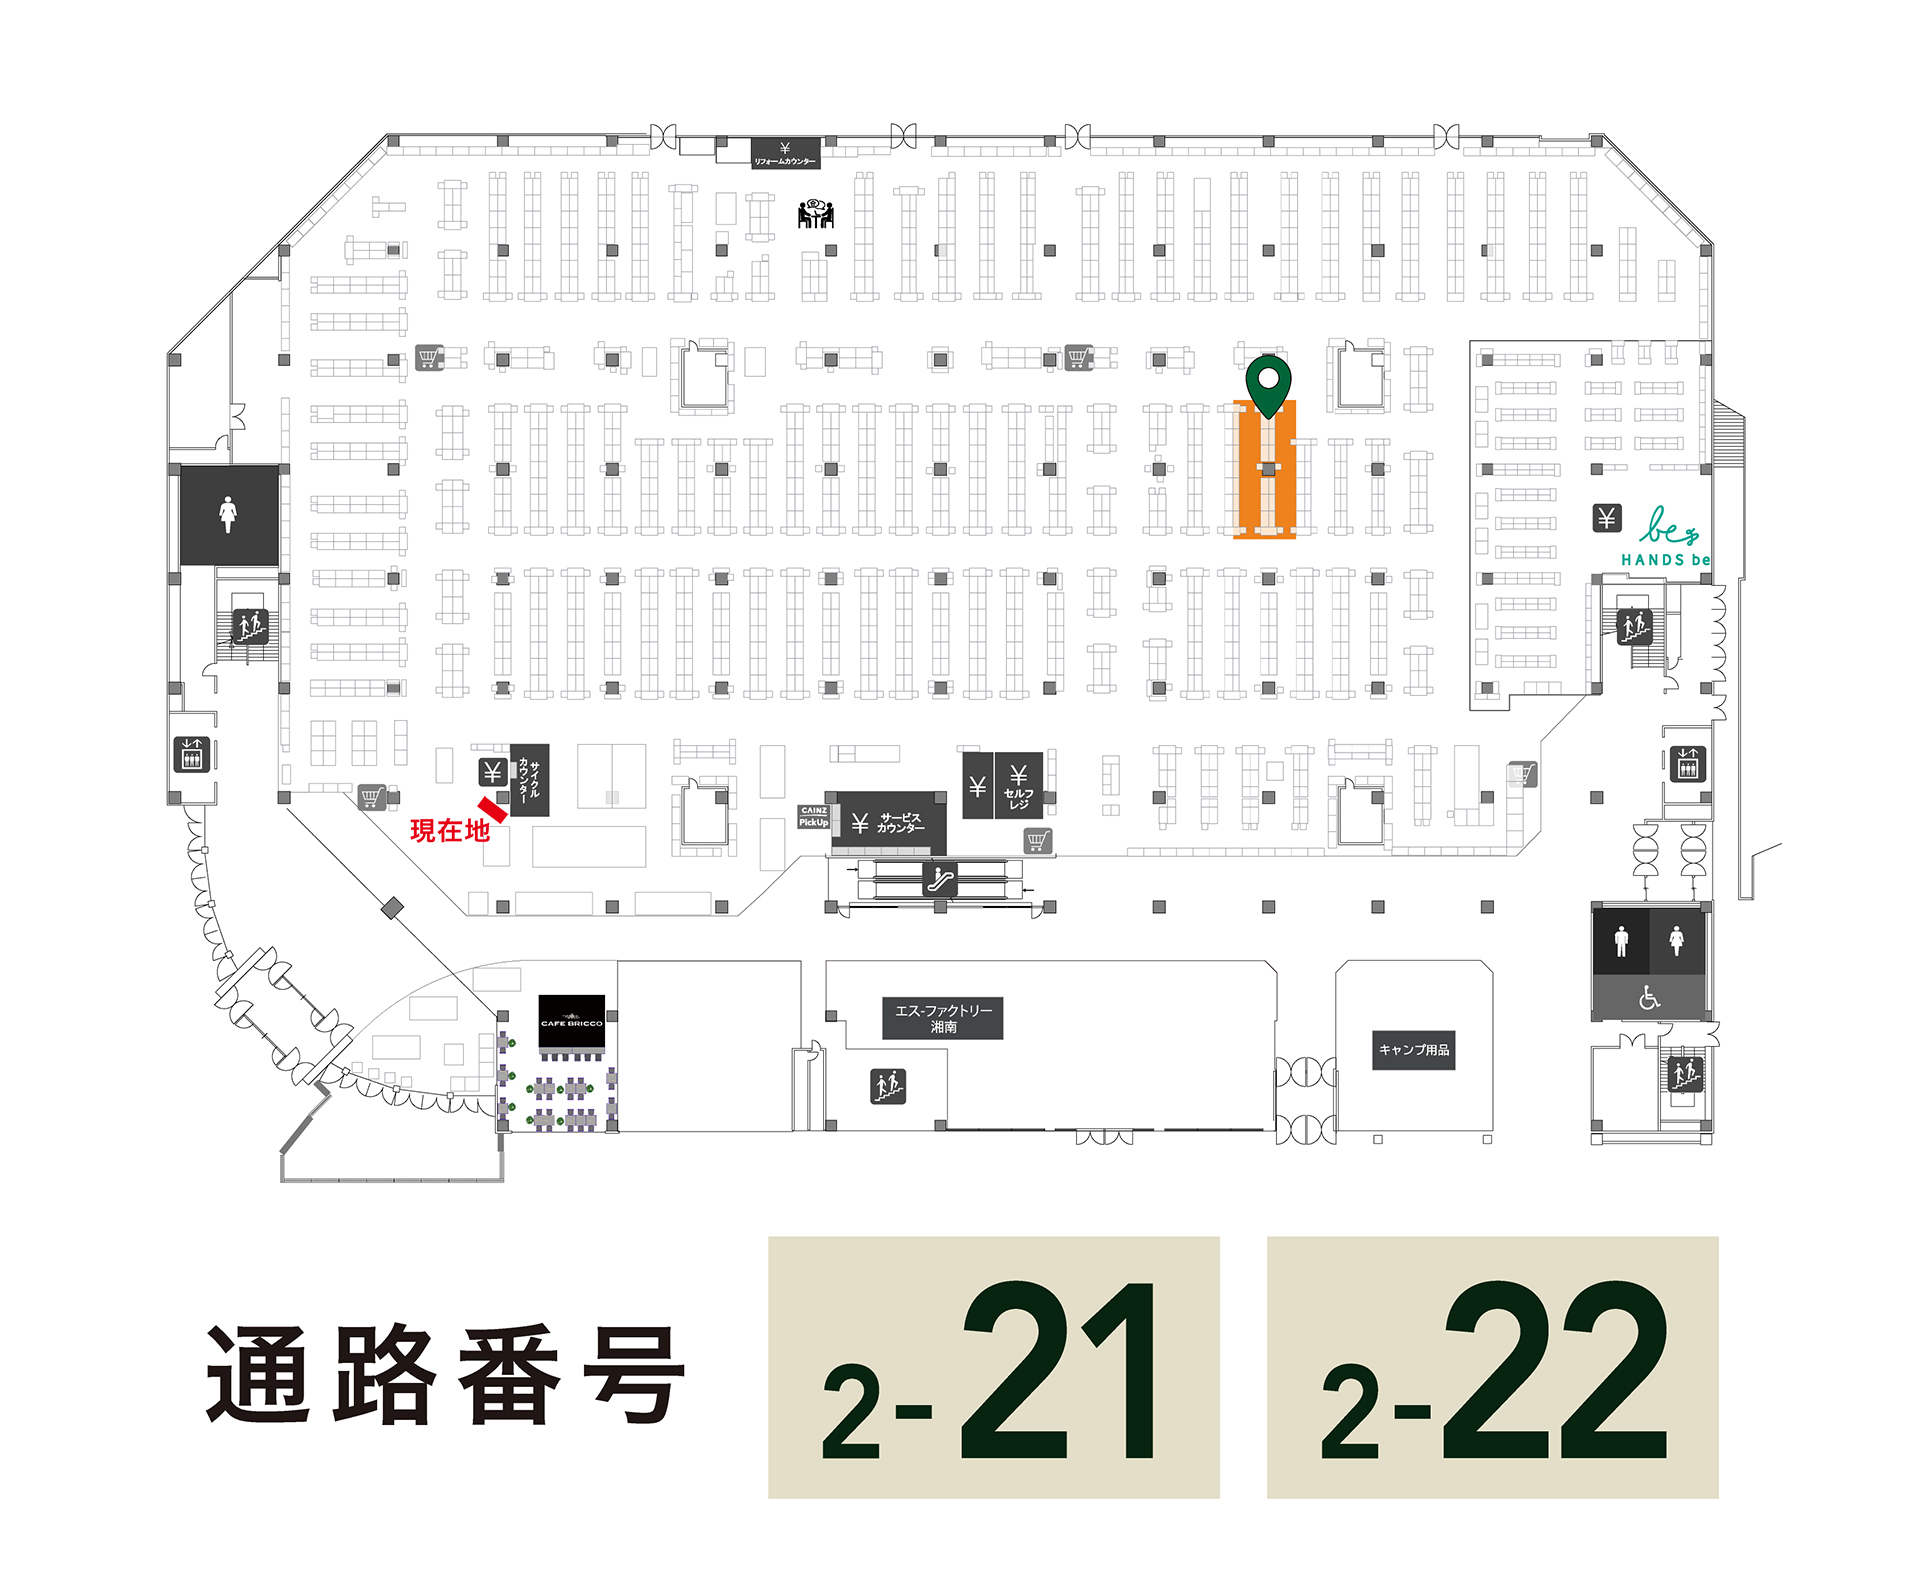 ¥
リフォームカウンター
¥
be
HANDS be
¥
サイクル
カウンター
現在地
CAINZ
PickUp
¥
サービス
カウンター
¥
¥
セルフ
レジ
CAFE BRICCO
エス-ファクトリー
湘南
キャンプ用品
通路番号
2-21
2-22